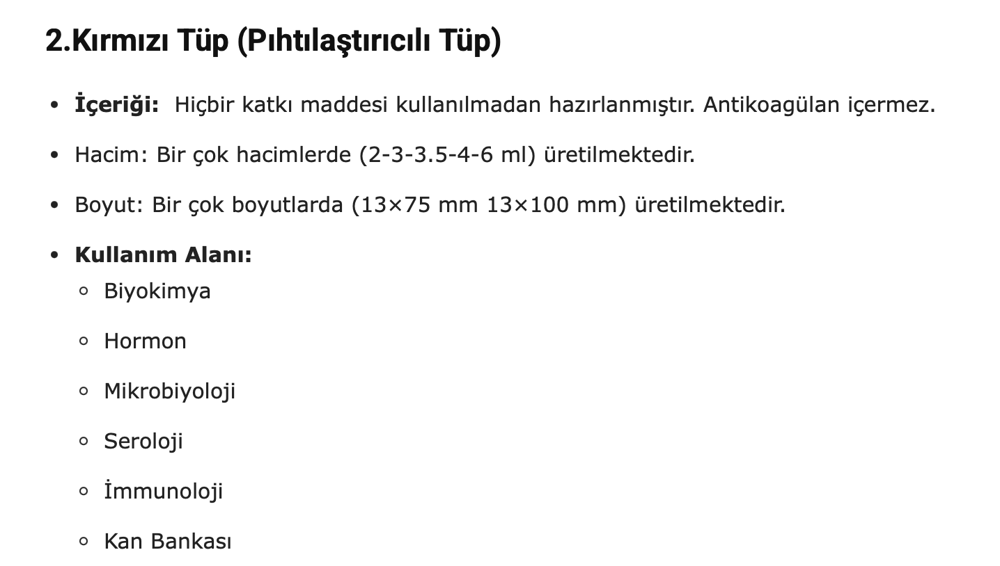 2.Kırmızı Tüp (Pıhtılaştırıcılı Tüp)
İçeriği: Hiçbir katkı maddesi kullanılmadan hazırlanmıştır. Antikoagülan içermez.
Hacim: Bir çok hacimlerde (2-3-3.5-4-6 ml) üretilmektedir.
Boyut: Bir çok boyutlarda (13×75 mm 13×100 mm) üretilmektedir.
Kullanım Alanı:
Biyokimya
Hormon
Mikrobiyoloji
Seroloji
İmmunoloji
Kan Bankası